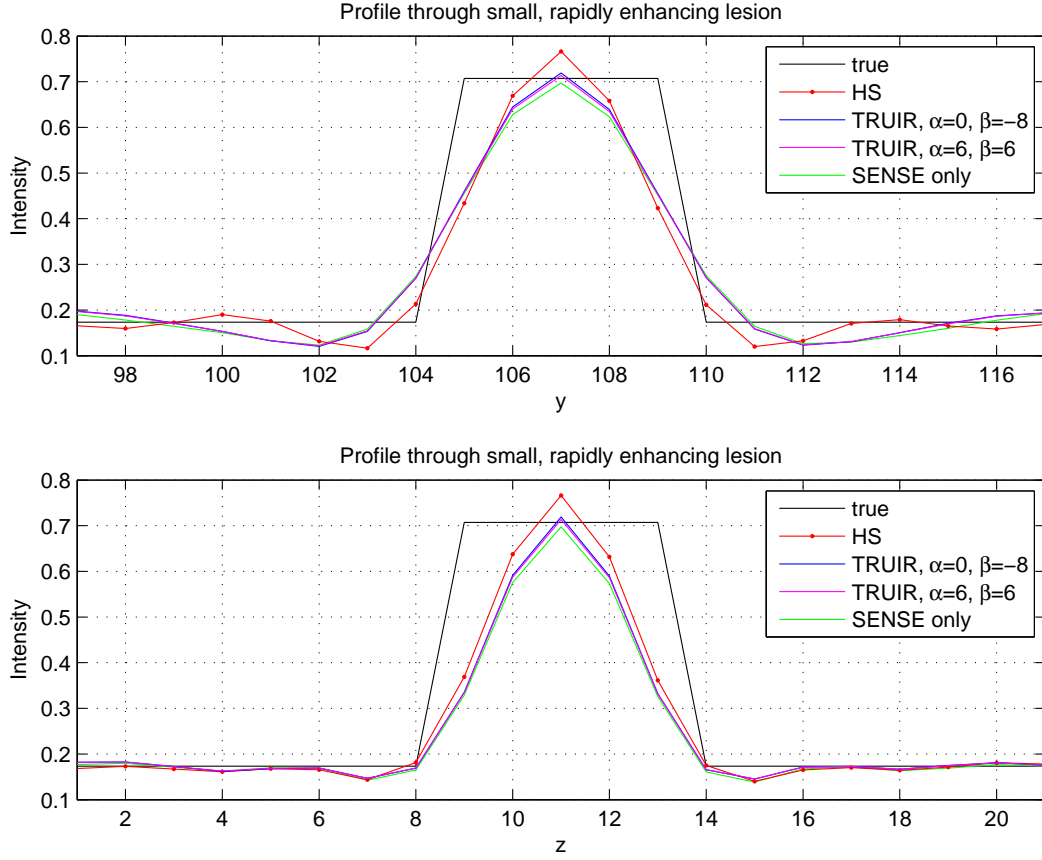 Profile through small, rapidly enhancing lesion
0.8
0.7
0.6
0.5
0.4
0.3
0.2
0.1
Intensity
true
HS
TRUIR, α=0, β=−8
TRUIR, α=6, β=6
SENSE only
98 100 102 104 106 108 110 112 114 116
y
Profile through small, rapidly enhancing lesion
0.8
0.7
0.6
0.5
0.4
0.3
0.2
0.1
Intensity
true
HS
TRUIR, α=0, β=−8
TRUIR, α=6, β=6
SENSE only
2 4 6 8 10 12 14 16 18 20
z